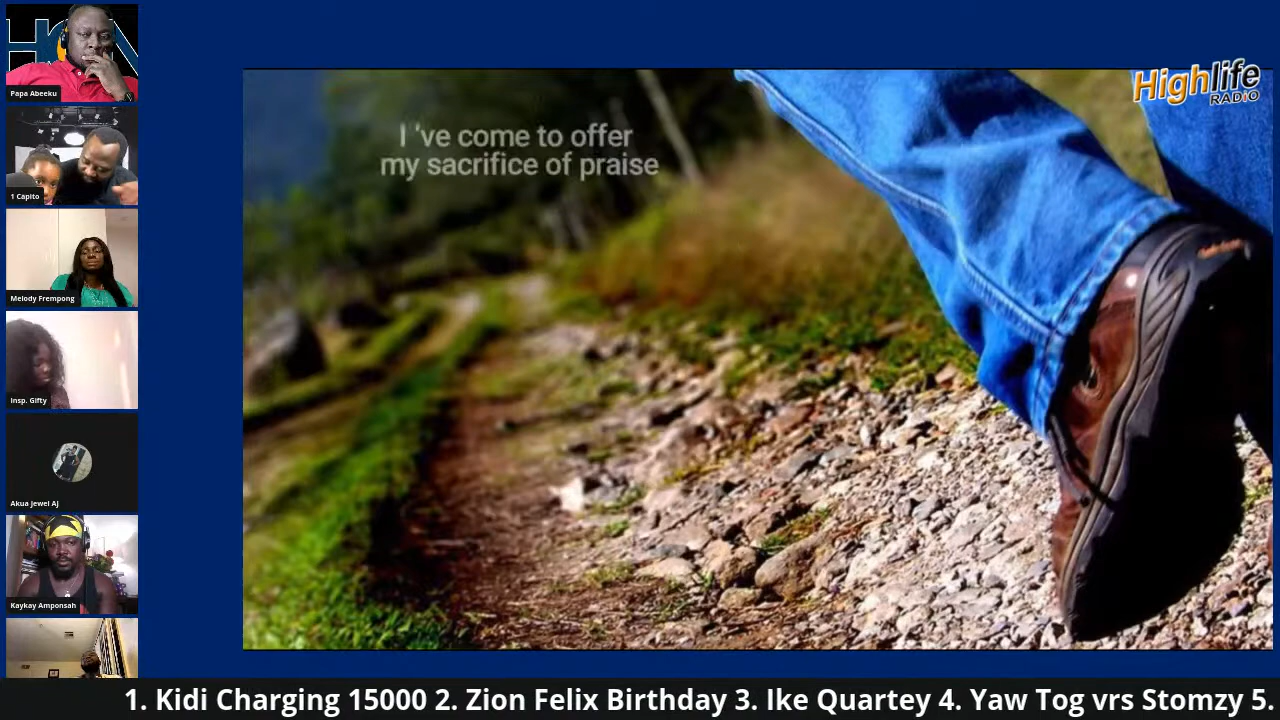 Papa Abeeku
1 Capito
Melody Frempong
Insp. Gifty
Akua Jewel AJ
Kaykay Amponsah
I 've come to offer
my sacrifice of praise
Highlife
RADIO
1. Kidi Charging 15000 2. Zion Felix Birthday 3. Ike Quartey 4. Yaw Tog vrs Stomzy 5.